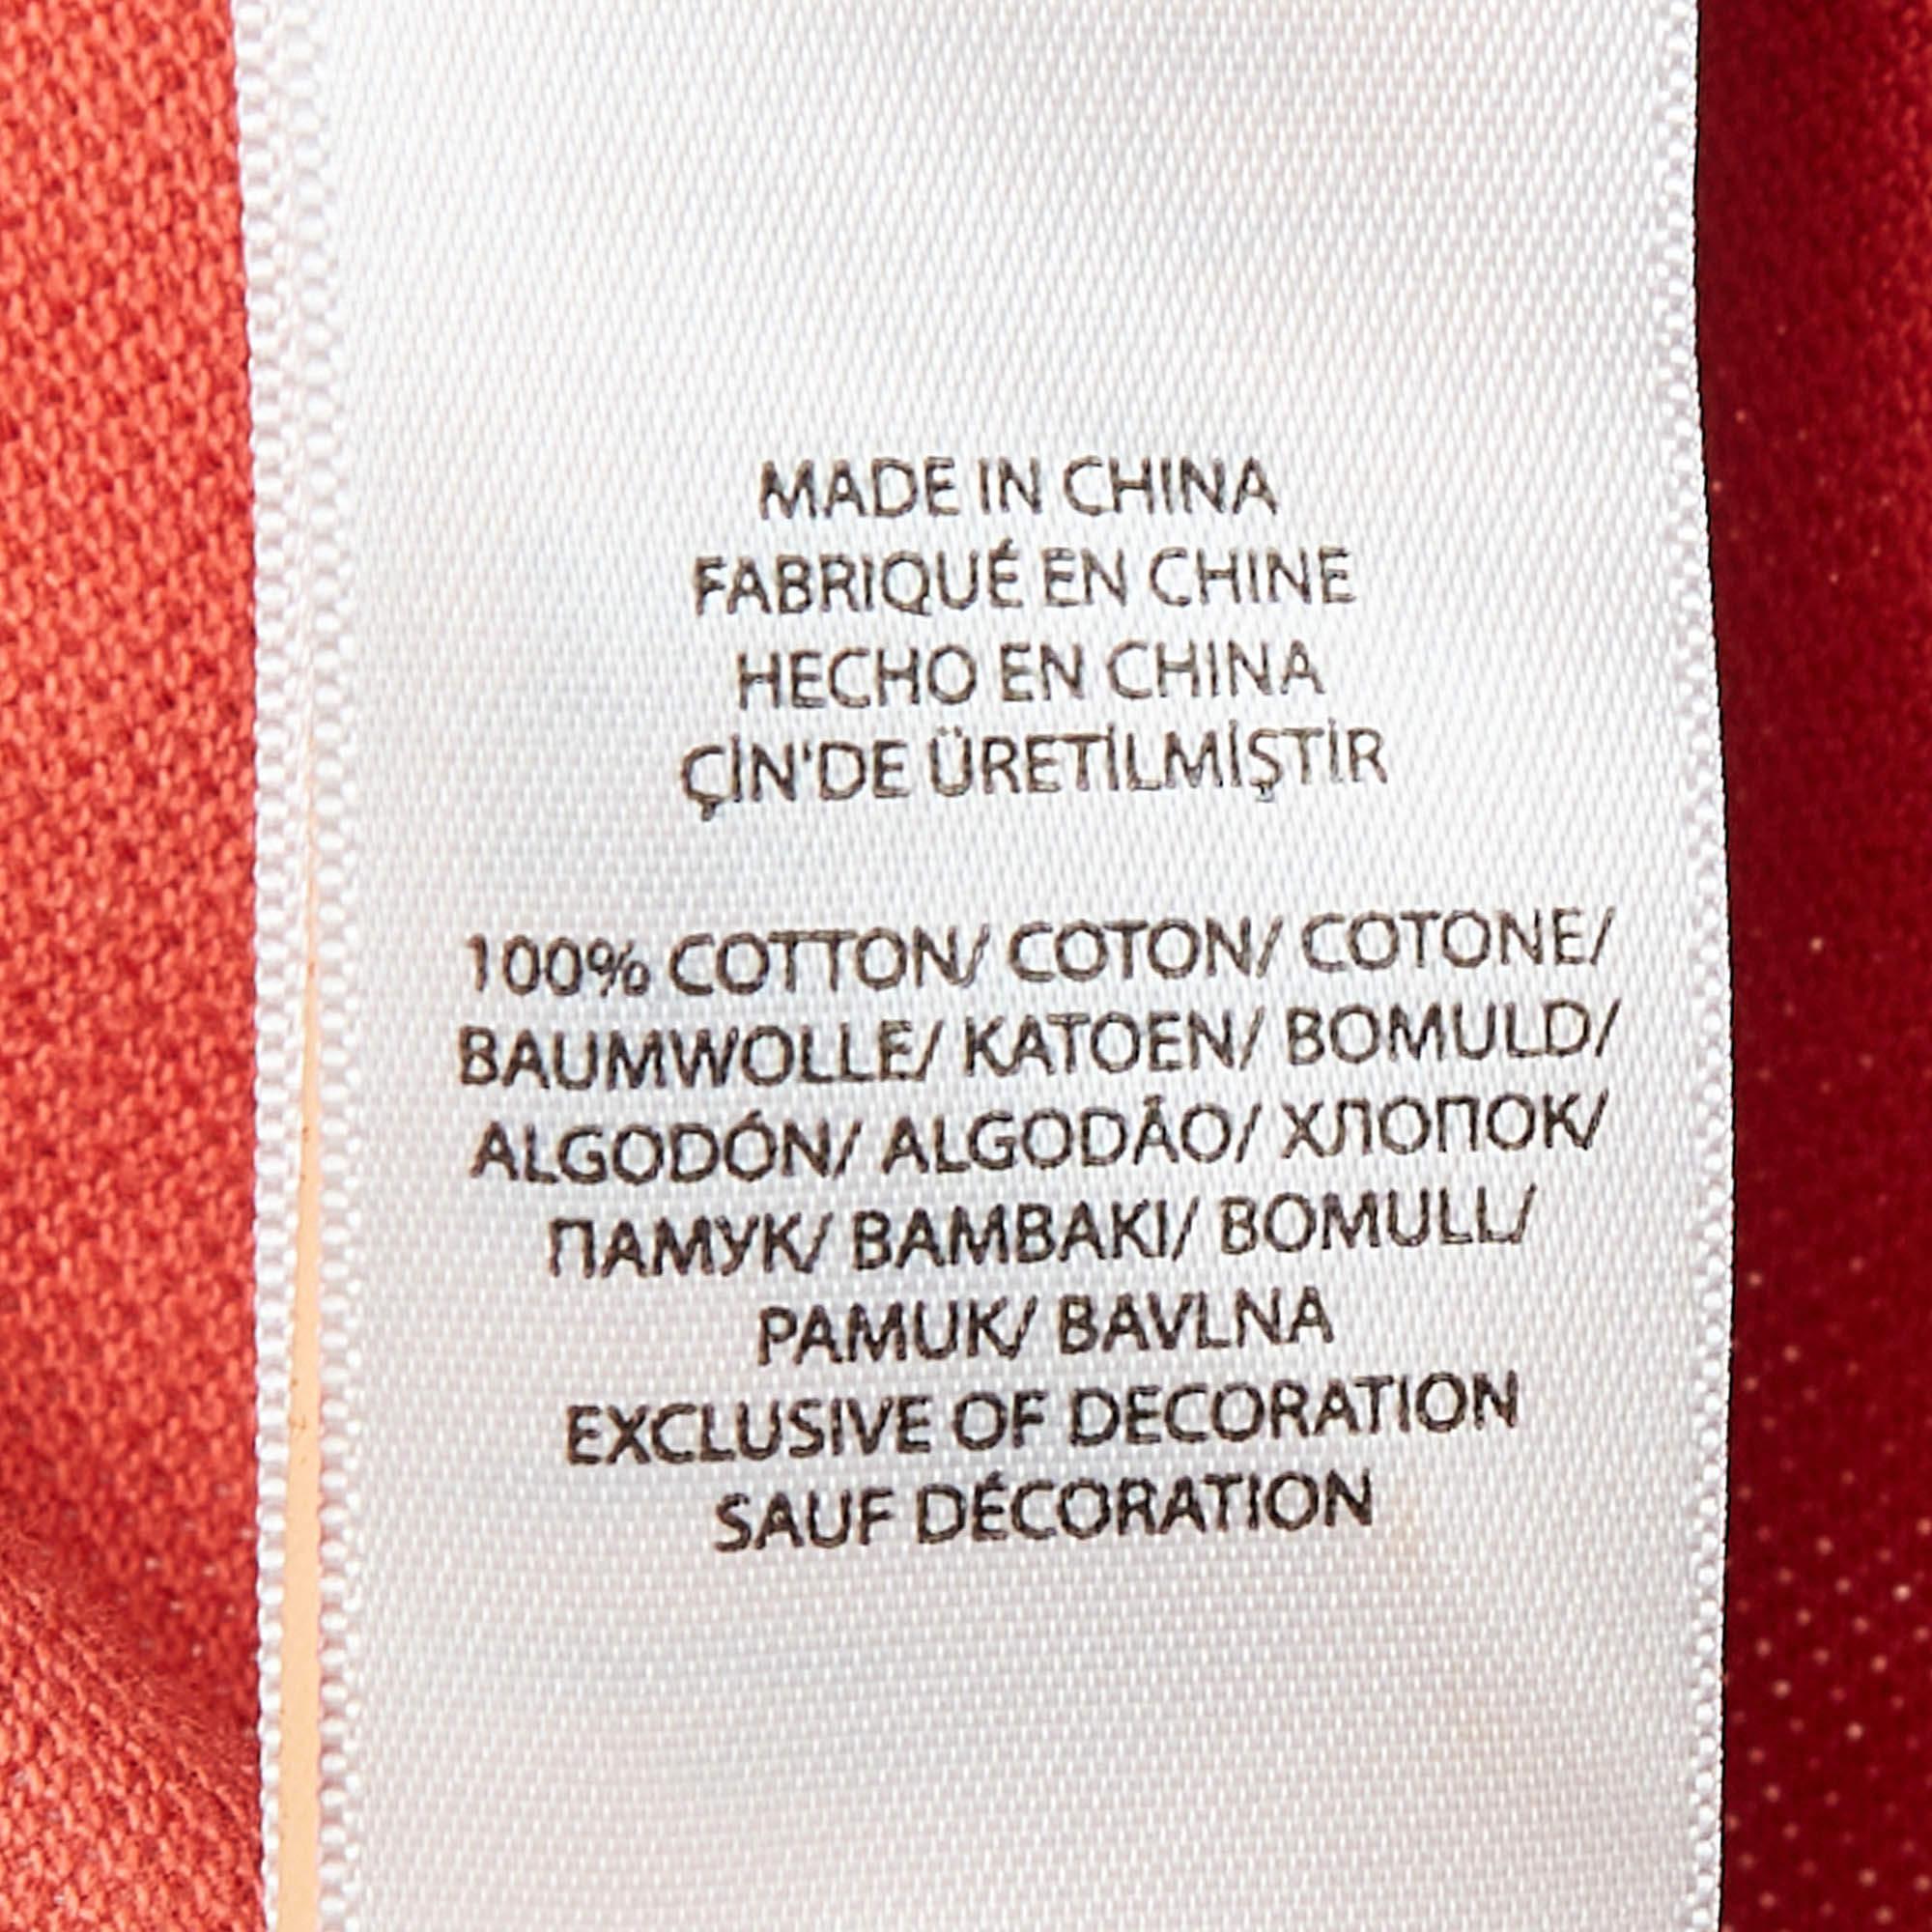 MADE IN CHINA
FABRIQUÉ EN CHINE
HECHO EN CHINA
ÇİN'DE ÜRETİLMİŞTİR
100% COTTON/ COTON/ COTONE/
BAUMWOLLE/ KATOEN/ BOMULD/
ALGODÓN/ ALGODÃO/ ХЛОПОК/
ПАМУК/ BAMBAKI/ BOMULL/
PAMUK/ BAVLNA
EXCLUSIVE OF DECORATION
SAUF DÉCORATION